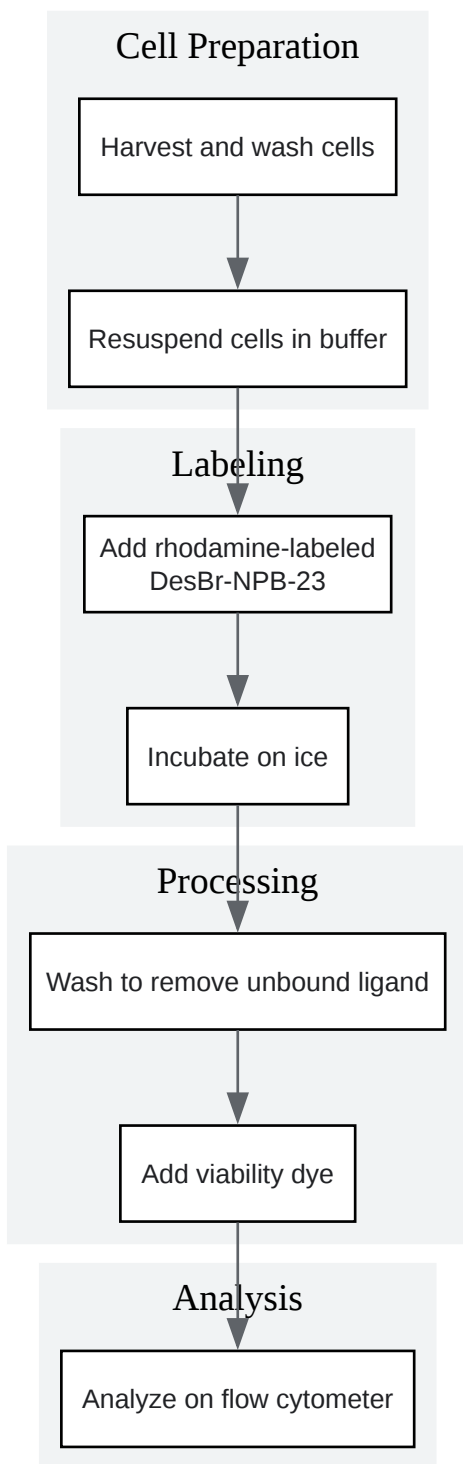 Cell Preparation
Harvest and wash cells
Resuspend cells in buffer
Labeling
Add rhodamine-labeled
DesBr-NPB-23
Incubate on ice
Processing
Wash to remove unbound ligand
Add viability dye
Analysis
Analyze on flow cytometer